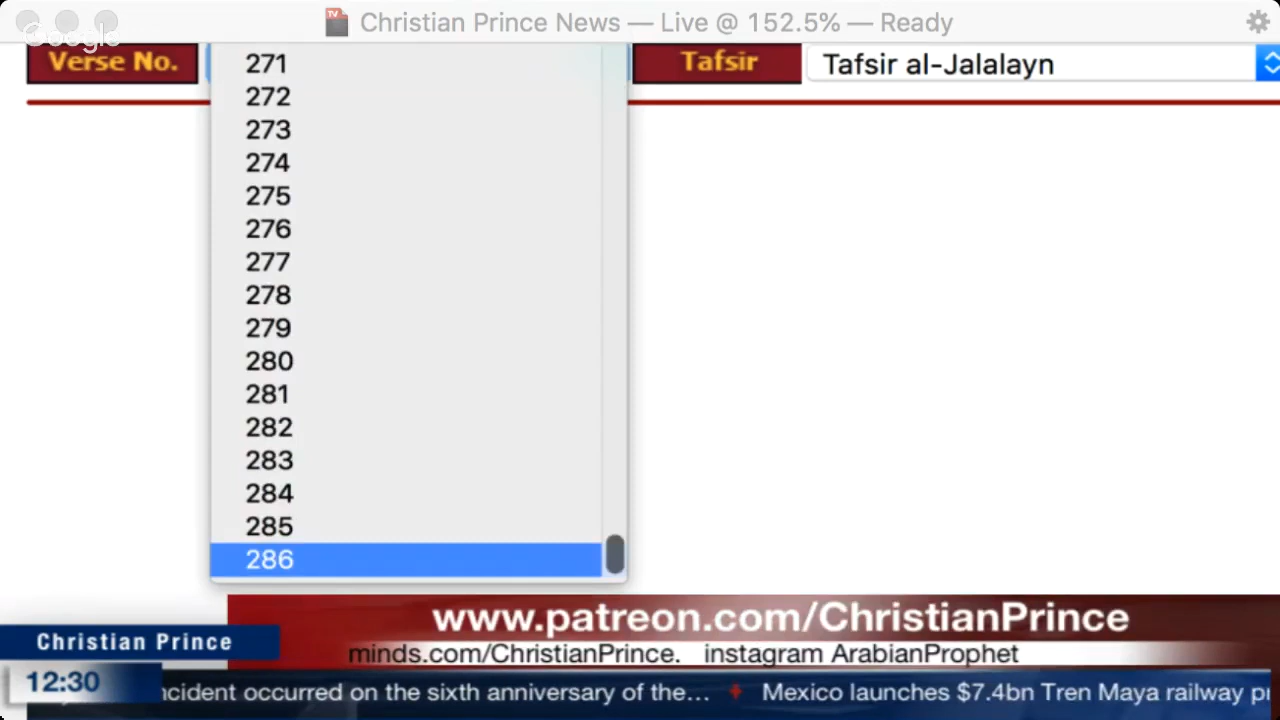 Christian Prince News — Live @ 152.5% — Ready
Google
Verse No.
Tafsir
Tafsir al-Jalalayn
271
272
273
274
275
276
277
278
279
280
281
282
283
284
285
286
www.patreon.com/ChristianPrince
Christian Prince
minds.com/ChristianPrince. instagram ArabianProphet
12:30
ncident occurred on the sixth anniversary of the... ♦ Mexico launches $7.4bn Tren Maya railway pr